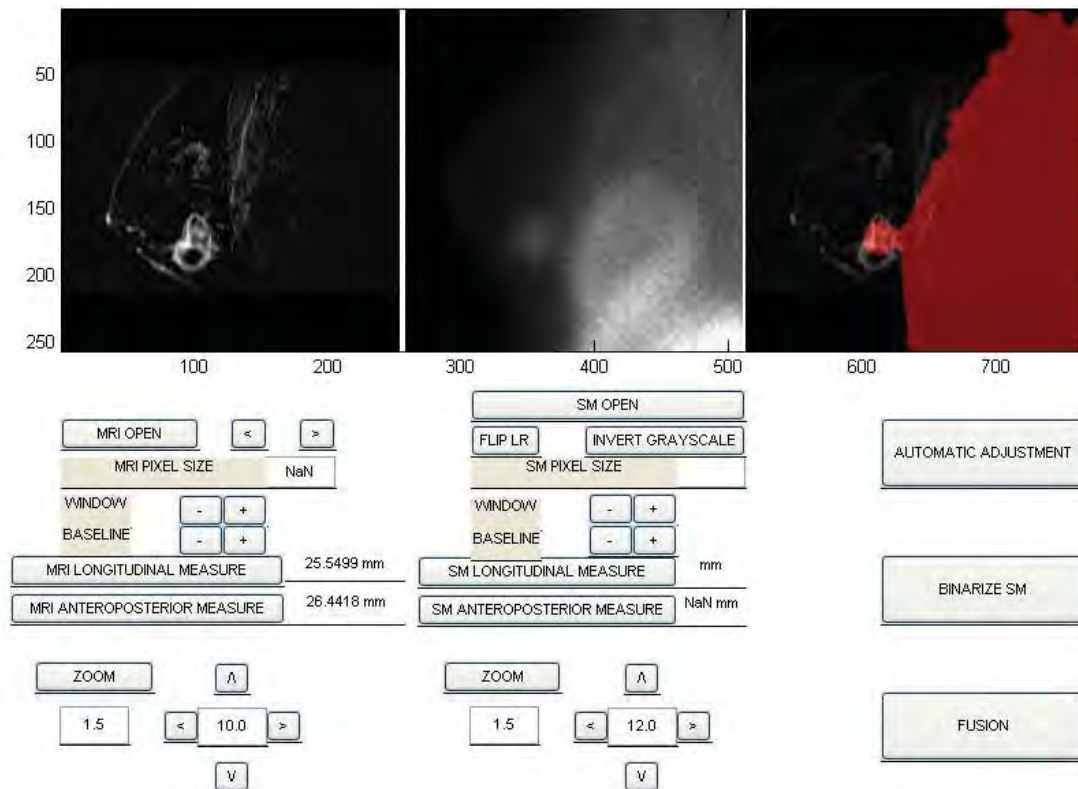 50
100
150
200
250
100 200 300 400 500 600 700
SM OPEN
MRI OPEN < > FLIP LR INVERT GRAYSCALE
AUTOMATIC ADJUSTMENT
MRI PIXEL SIZE NaN SM PIXEL SIZE
WINDOW - + WINDOW - +
BASELINE - + BASELINE - +
MRI LONGITUDINAL MEASURE 25.5499 mm SM LONGITUDINAL MEASURE mm
BINARIZE SM
MRI ANTEROPOSTERIOR MEASURE 26.4418 mm SM ANTEROPOSTERIOR MEASURE NaN mm
ZOOM Λ ZOOM Λ
1.5 < 10.0 > 1.5 < 12.0 > FUSION
V V